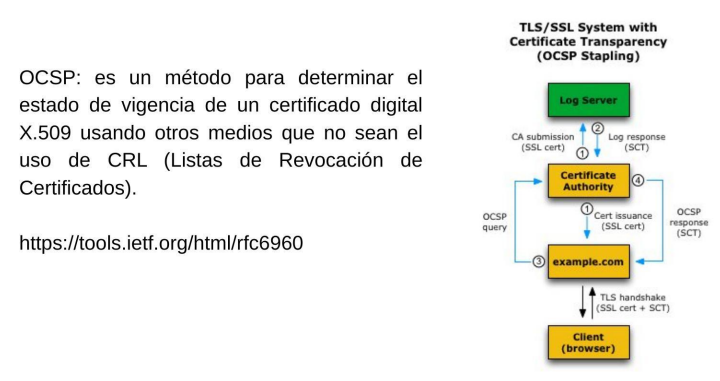 OCSP: es un método para determinar el
estado de vigencia de un certificado digital
X.509 usando otros medios que no sean el
uso de CRL (Listas de Revocación de
Certificados).
https://tools.ietf.org/html/rfc6960
TLS/SSL System with
Certificate Transparency
(OCSP Stapling)
Log Server
CA submission
(SSL cert)
1
2
Log response
(SCT)
Certificate
Authority
4
OCSP
query
1
Cert issuance
(SSL cert)
OCSP
response
(SCT)
3
example.com
TLS handshake
(SSL cert + SCT)
Client
(browser)